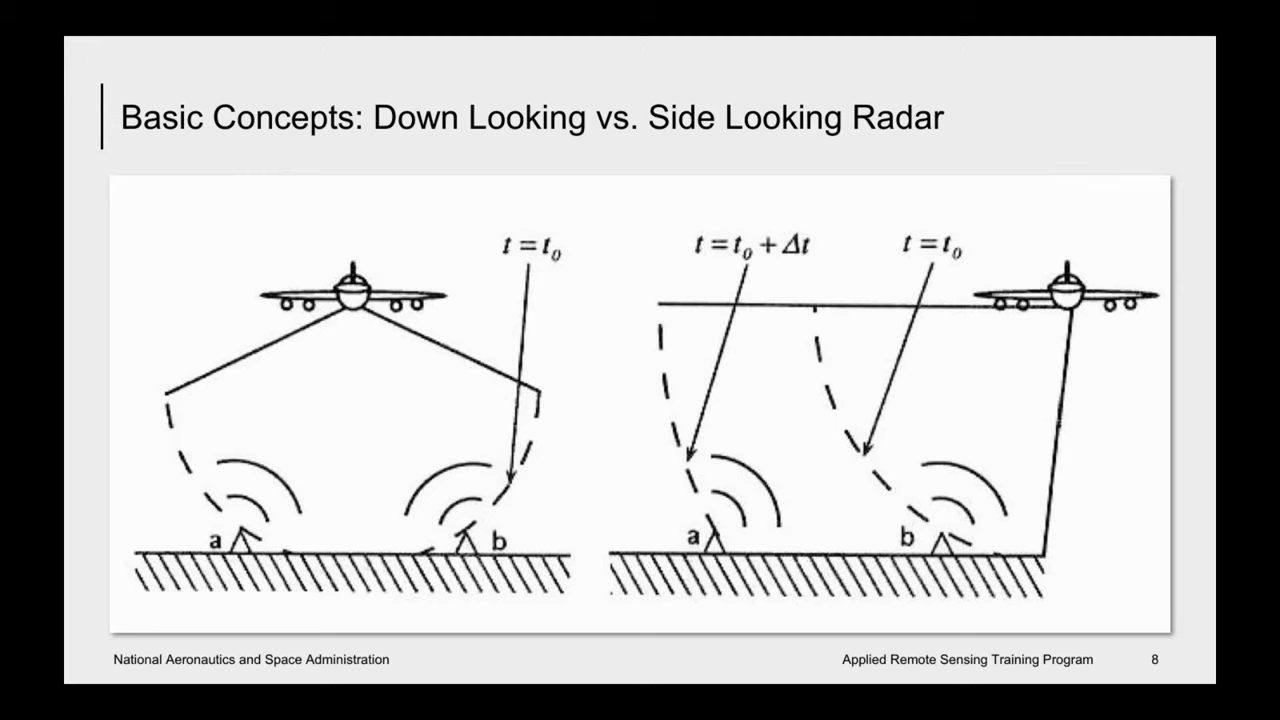 Basic Concepts: Down Looking vs. Side Looking Radar
t = t₀
t = t₀ + Δt
t = t₀
a
b
a
b
National Aeronautics and Space Administration
Applied Remote Sensing Training Program
8